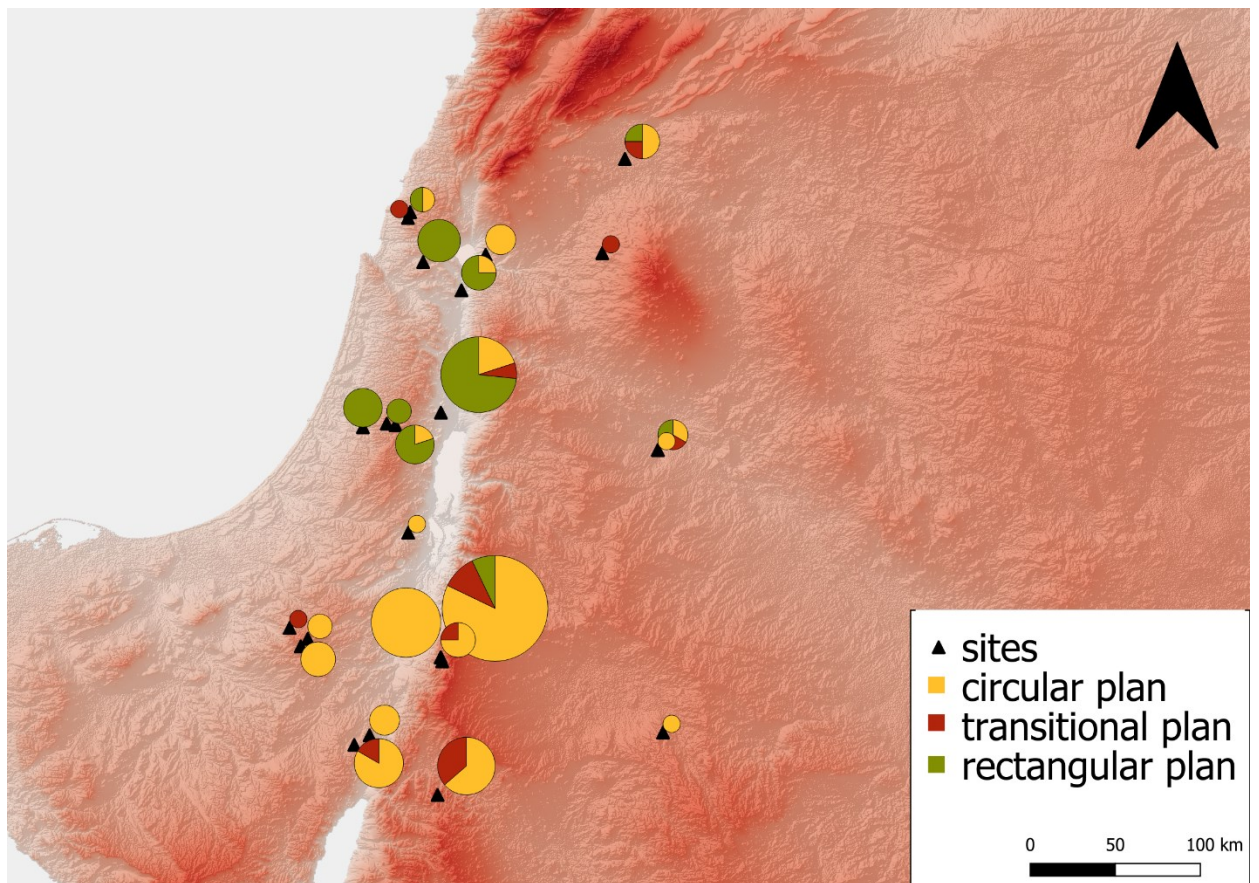 sites
circular plan
transitional plan
rectangular plan
0 50 100 km